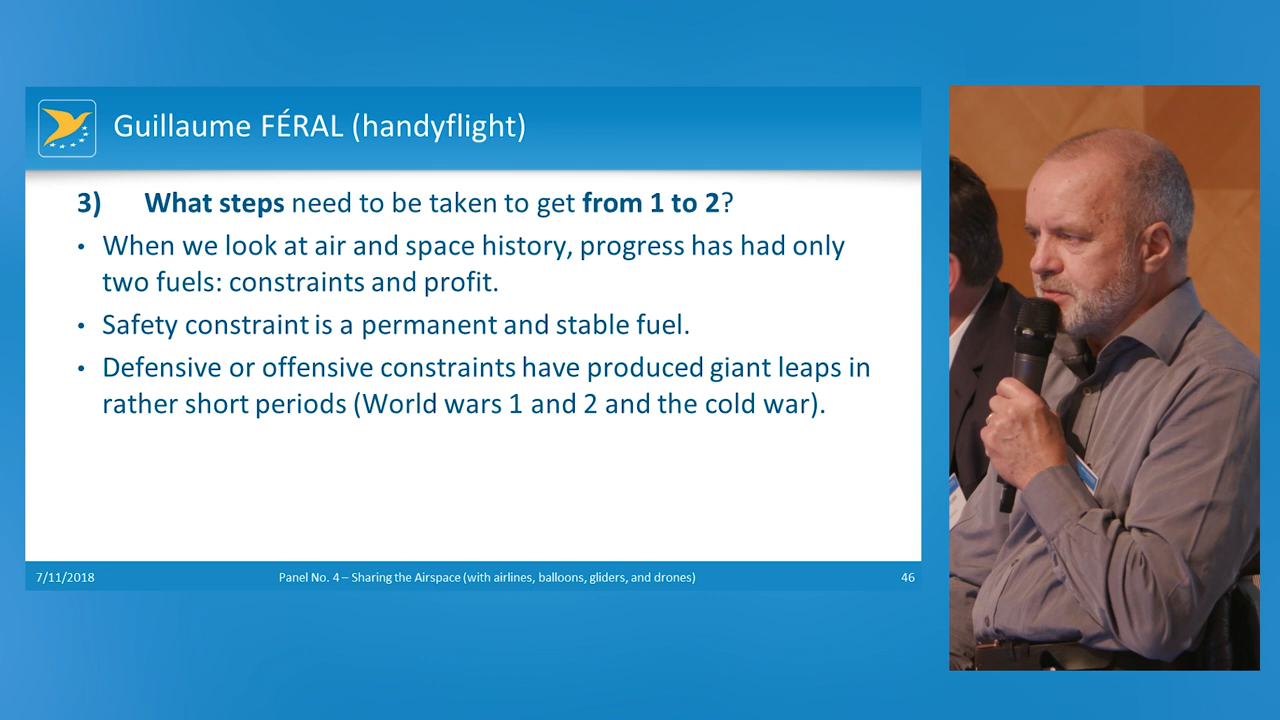 Guillaume FÉRAL (handyflight)
3) What steps need to be taken to get from 1 to 2?
• When we look at air and space history, progress has had only
two fuels: constraints and profit.
• Safety constraint is a permanent and stable fuel.
• Defensive or offensive constraints have produced giant leaps in
rather short periods (World wars 1 and 2 and the cold war).
7/11/2018
Panel No. 4 – Sharing the Airspace (with airlines, balloons, gliders, and drones)
46